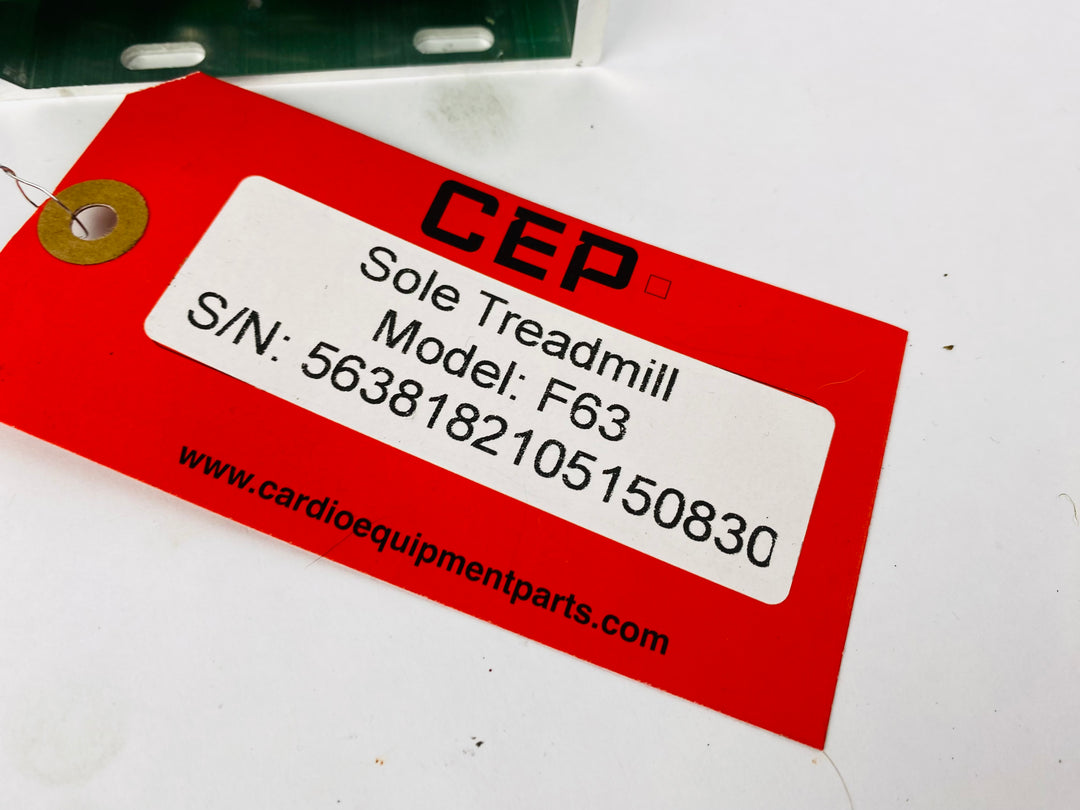 CEP
Sole Treadmill
Model: F63
S/N: 5638182105150830
www.cardioequipmentparts.com